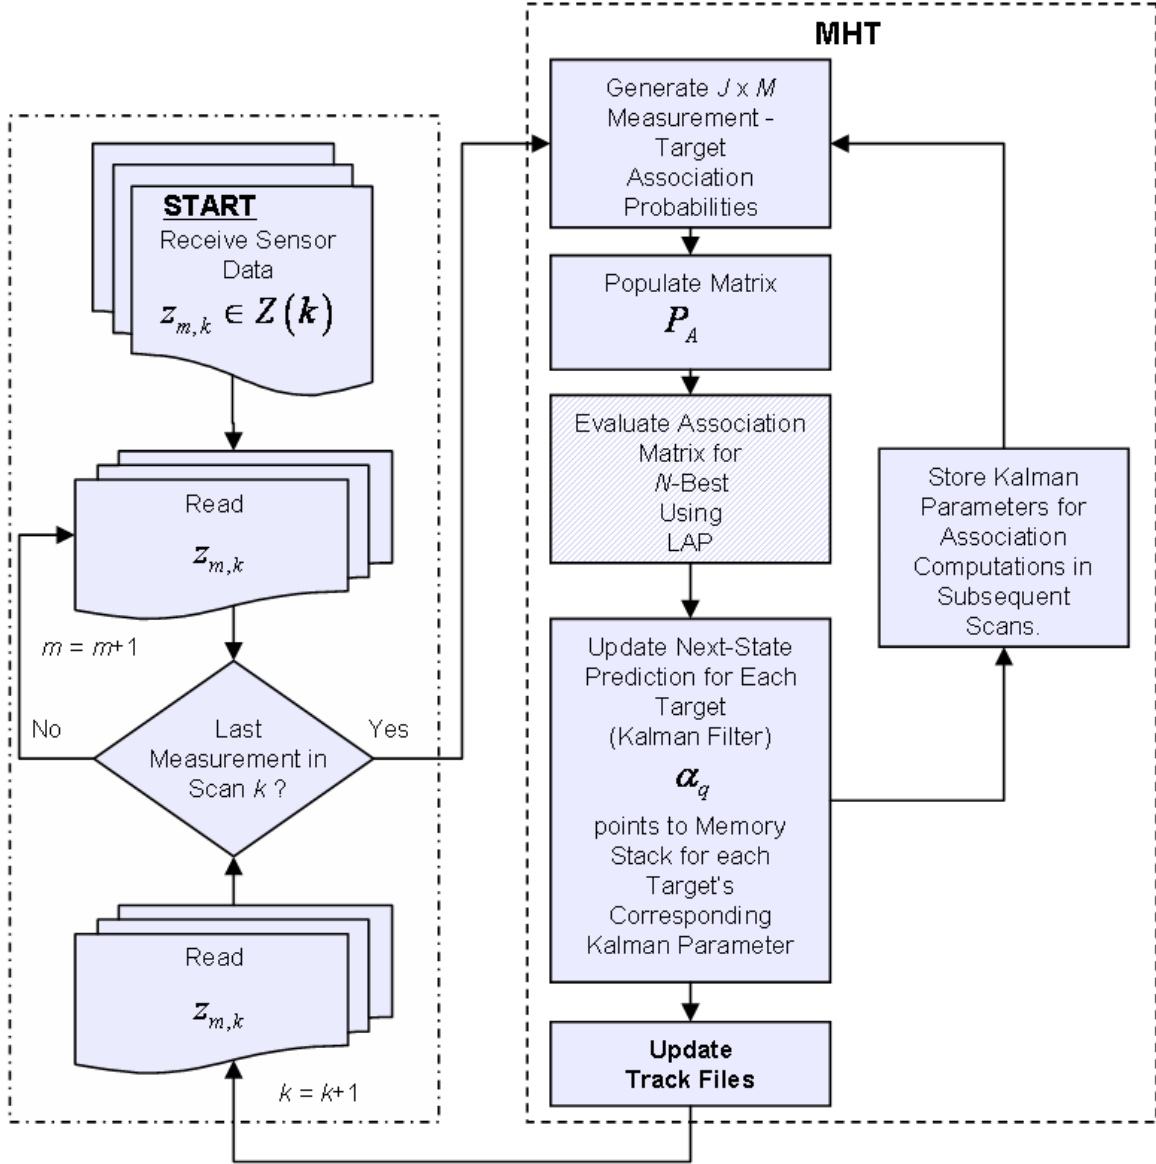 START
Receive Sensor
Data
z_{m,k} ∈ Z(k)
Read
z_{m,k}
m = m+1
No
Last
Measurement in
Scan k ?
Yes
Read
z_{m,k}
k = k+1
MHT
Generate J x M
Measurement -
Target
Association
Probabilities
Populate Matrix
P_A
Evaluate Association
Matrix for
N-Best
Using
LAP
Update Next-State
Prediction for Each
Target
(Kalman Filter)
α_q
points to Memory
Stack for each
Target's
Corresponding
Kalman Parameter
Update
Track Files
Store Kalman
Parameters for
Association
Computations in
Subsequent
Scans.